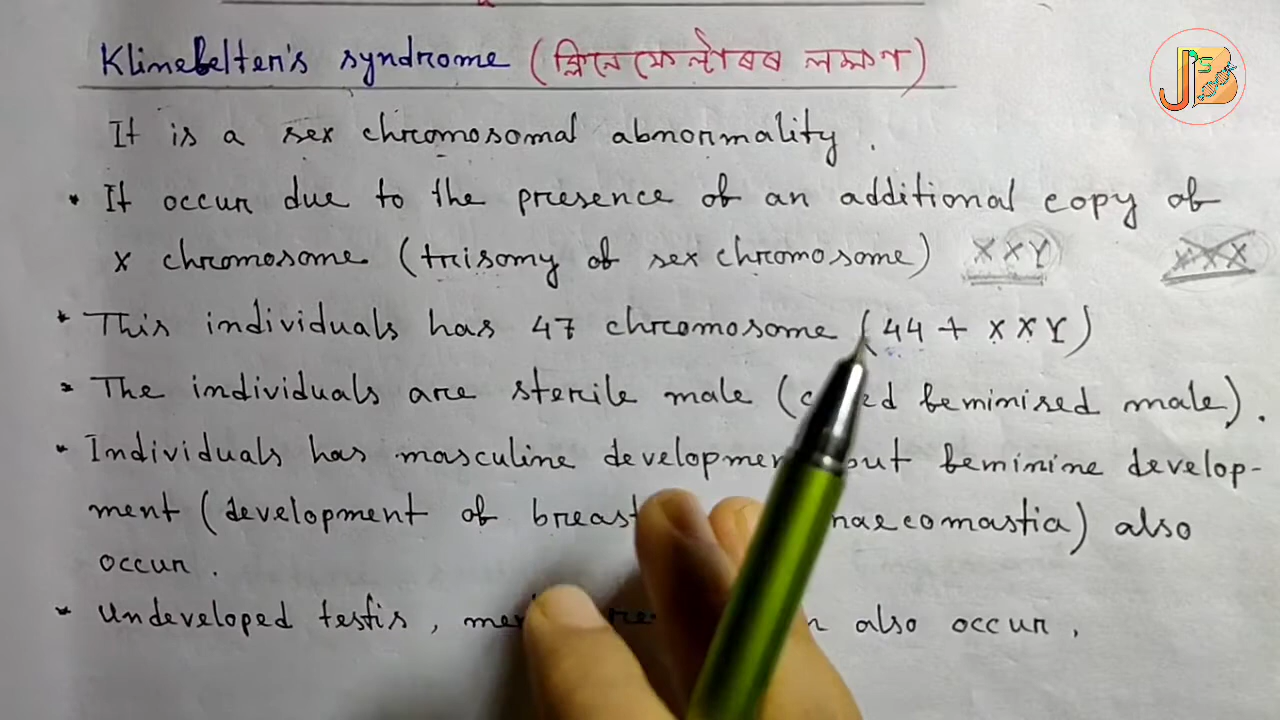 Klinefelter's syndrome (ক্লিনেফেল্টাৰৰ লক্ষণ)
It is a sex chromosomal abnormality.
* It occur due to the presence of an additional copy of
X chromosome (trisomy of sex chromosome) XXY XXX
* This individuals has 47 chromosome (44 + XXY)
* The individuals are sterile male ( feminised male).
* Individuals has masculine development but feminine develop-
ment (development of breast also
occur.
* Undeveloped testis, also occur,
J's B